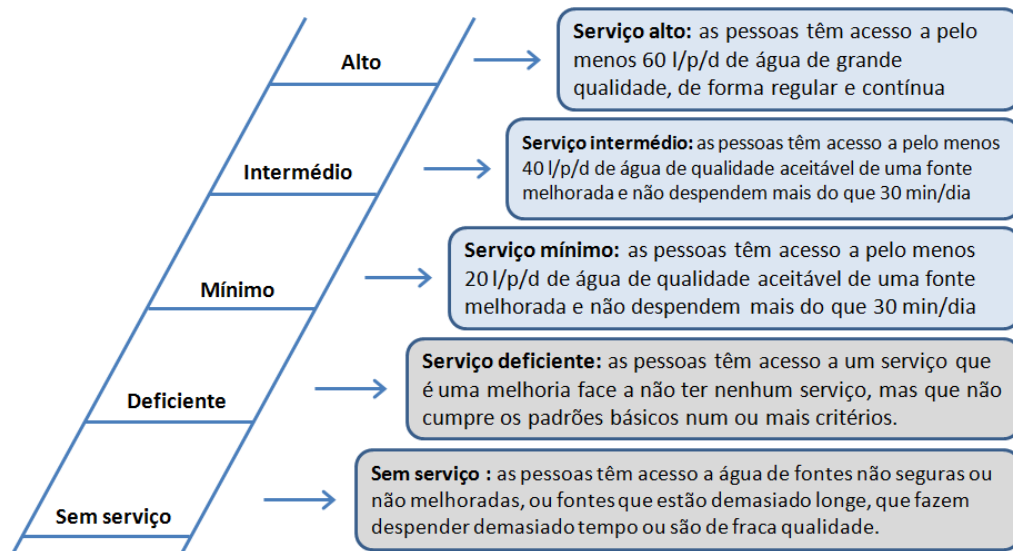 Alto
Serviço alto: as pessoas têm acesso a pelo
menos 60 l/p/d de água de grande
qualidade, de forma regular e contínua
Intermédio
Serviço intermédio: as pessoas têm acesso a pelo menos
40 l/p/d de água de qualidade aceitável de uma fonte
melhorada e não despendem mais do que 30 min/dia
Mínimo
Serviço mínimo: as pessoas têm acesso a pelo menos
20 l/p/d de água de qualidade aceitável de uma fonte
melhorada e não despendem mais do que 30 min/dia
Deficiente
Serviço deficiente: as pessoas têm acesso a um serviço que
é uma melhoria face a não ter nenhum serviço, mas que não
cumpre os padrões básicos num ou mais critérios.
Sem serviço
Sem serviço : as pessoas têm acesso a água de fontes não seguras ou
não melhoradas, ou fontes que estão demasiado longe, que fazem
despender demasiado tempo ou são de fraca qualidade.